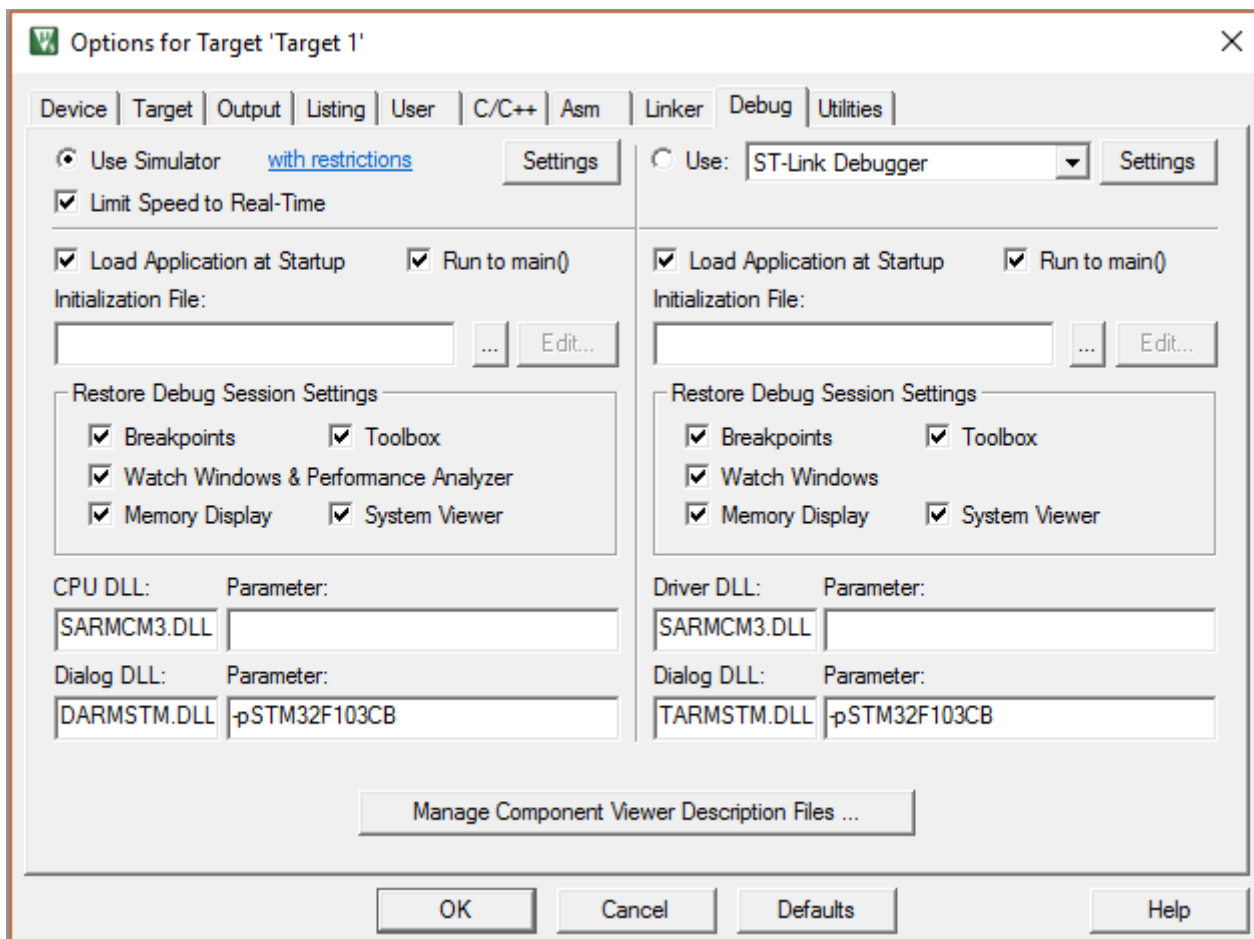 Options for Target 'Target 1'
Device Target Output Listing User C/C++ Asm Linker Debug Utilities
Use Simulator with restrictions Settings Use: ST-Link Debugger Settings
Limit Speed to Real-Time
Load Application at Startup Run to main() Load Application at Startup Run to main()
Initialization File: Initialization File:
... Edit... ... Edit...
Restore Debug Session Settings Restore Debug Session Settings
Breakpoints Toolbox Breakpoints Toolbox
Watch Windows & Performance Analyzer Watch Windows
Memory Display System Viewer Memory Display System Viewer
CPU DLL: Parameter: Driver DLL: Parameter:
SARMCM3.DLL SARMCM3.DLL
Dialog DLL: Parameter: Dialog DLL: Parameter:
DARMSTM.DLL -pSTM32F103CB TARMSTM.DLL -pSTM32F103CB
Manage Component Viewer Description Files ...
OK Cancel Defaults Help